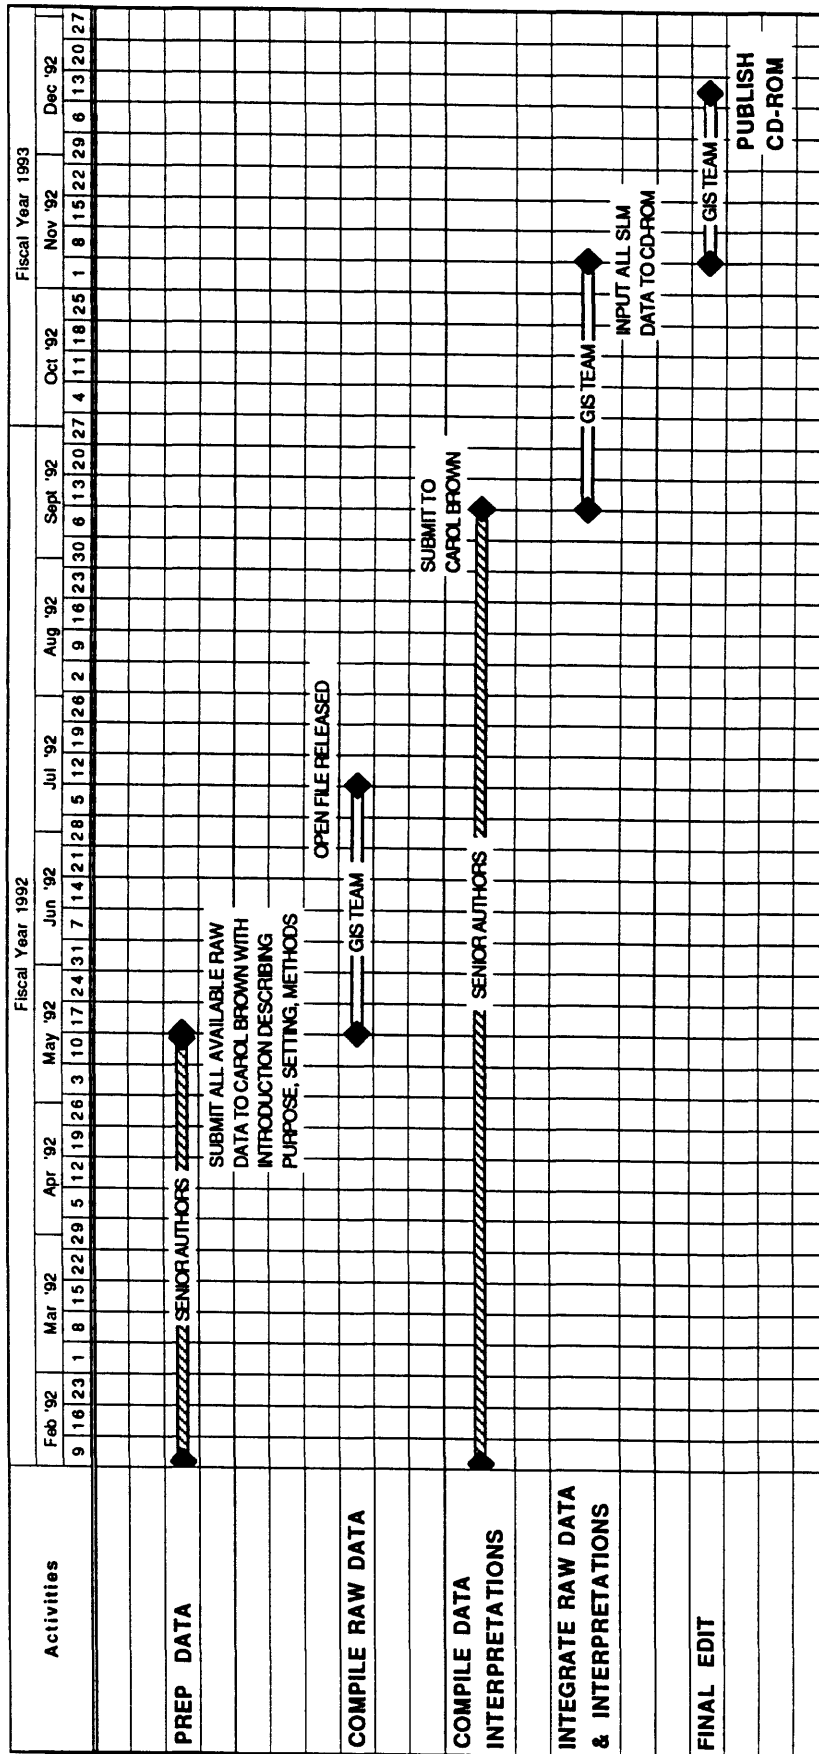 Activities
Fiscal Year 1992
Fiscal Year 1993
Feb '92
Mar '92
Apr '92
May '92
Jun '92
Jul '92
Aug '92
Sept '92
Oct '92
Nov '92
Dec '92
9 16 23 1 8 15 22 29 5 12 19 26 3 10 17 24 31 7 14 21 28 5 12 19 26 2 9 16 23 30 6 13 20 27 4 11 18 25 1 8 15 22 29 6 13 20 27
PREP DATA
SENIOR AUTHORS
SUBMIT ALL AVAILABLE RAW
DATA TO CAROL BROWN WITH
INTRODUCTION DESCRIBING
PURPOSE, SETTING, METHODS
OPEN FILE RELEASED
COMPILE RAW DATA
GIS TEAM
SUBMIT TO
CAROL BROWN
COMPILE DATA
INTERPRETATIONS
SENIOR AUTHORS
INTEGRATE RAW DATA
& INTERPRETATIONS
GIS TEAM
INPUT ALL SLM
DATA TO CD-ROM
FINAL EDIT
GIS TEAM
PUBLISH
CD-ROM